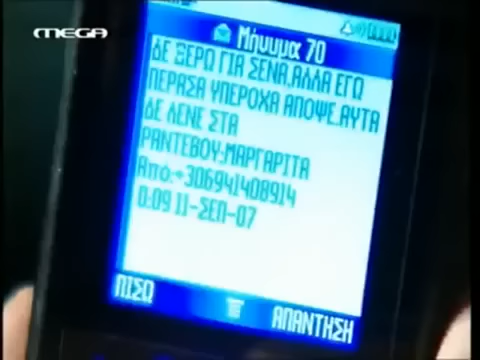 MEGA
Μήνυμα 70
ΔΕ ΞΕΡΩ ΓΙΑ ΣΕΝΑ,ΑΛΛΑ ΕΓΩ
ΠΕΡΑΣΑ ΥΠΕΡΟΧΑ ΑΠΟΨΕ.ΑΥΤΑ
ΔΕ ΛΕΝΕ ΣΤΑ
ΡΑΝΤΕΒΟΥ;ΜΑΡΓΑΡΙΤΑ
Από:+306941408914
0:09 11-ΣΕΠ-07
ΠΙΣΩ
ΑΠΑΝΤΗΣΗ